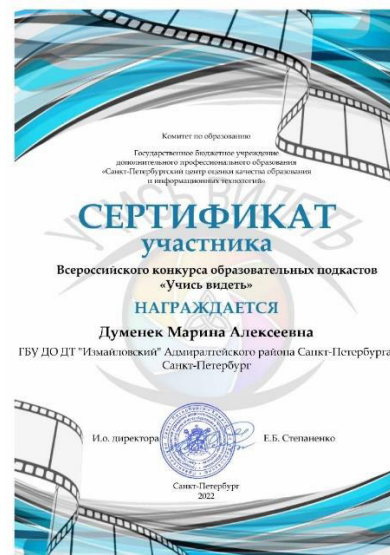 Комитет по образованию
Государственное бюджетное учреждение
дополнительного профессионального образования
«Санкт-Петербургский центр оценки качества образования
и информационных технологий»
УЧИСЬ ВИДЕТЬ
СЕРТИФИКАТ
участника
Всероссийского конкурса образовательных подкастов
«Учись видеть»
НАГРАЖДАЕТСЯ
Думенек Марина Алексеевна
ГБУ ДО ДТ "Измайловский" Адмиралтейского района Санкт-Петербурга
Санкт-Петербург
И.о. директора Е.Б. Степаненко
Санкт-Петербург
2022